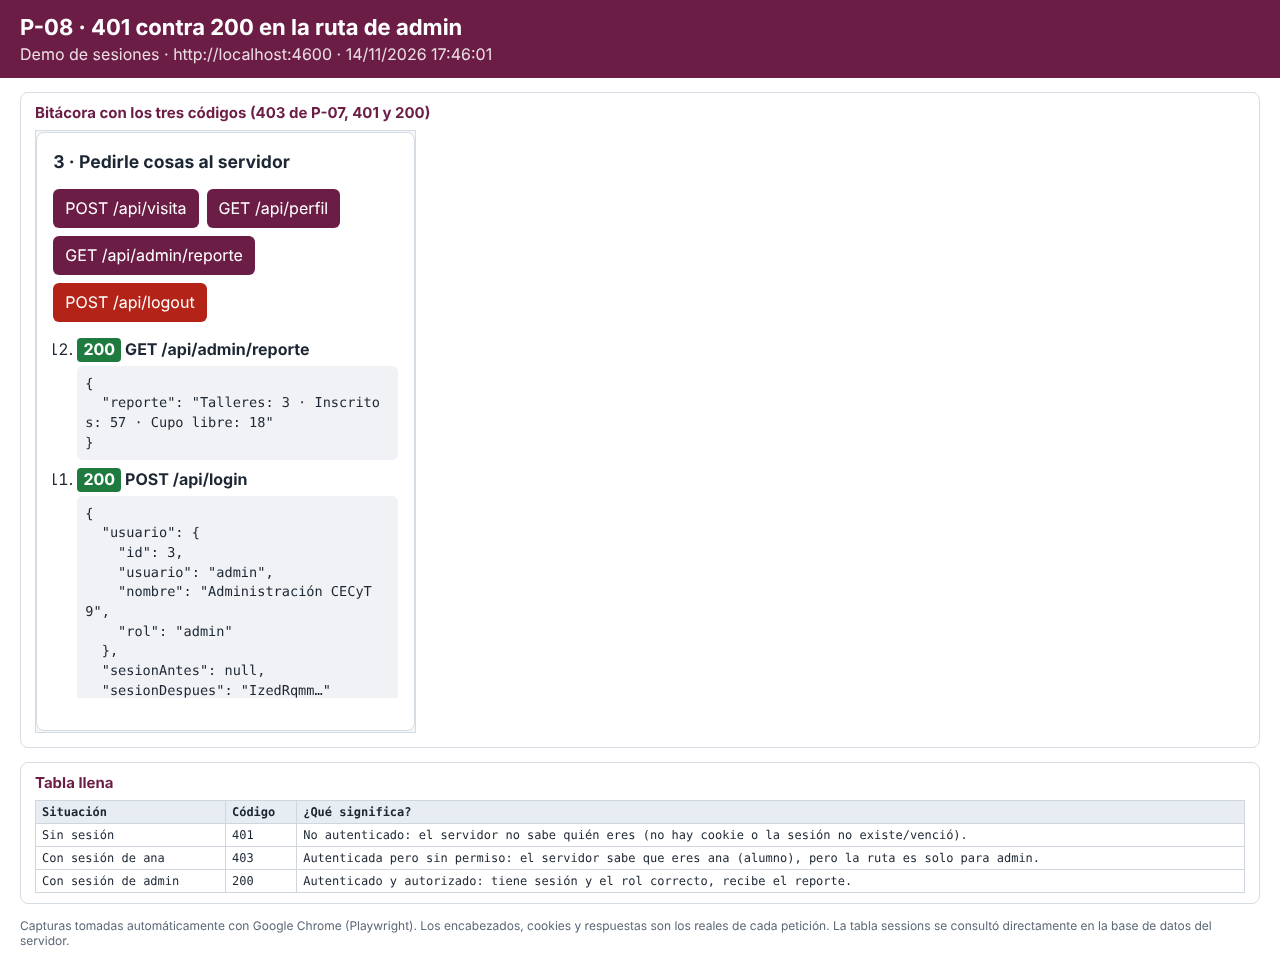 P-08 · 401 contra 200 en la ruta de admin
Demo de sesiones · http://localhost:4600 · 14/11/2026 17:46:01
Bitácora con los tres códigos (403 de P-07, 401 y 200)
3 · Pedirle cosas al servidor
POST /api/visita GET /api/perfil
GET /api/admin/reporte
POST /api/logout
12. 200 GET /api/admin/reporte
{
  "reporte": "Talleres: 3 · Inscrito
s: 57 · Cupo libre: 18"
}
11. 200 POST /api/login
{
  "usuario": {
    "id": 3,
    "usuario": "admin",
    "nombre": "Administración CECyT
9",
    "rol": "admin"
  },
  "sesionAntes": null,
  "sesionDespues": "IzedRqmm…"
Tabla llena
Situación Código ¿Qué significa?
Sin sesión 401 No autenticado: el servidor no sabe quién eres (no hay cookie o la sesión no existe/venció).
Con sesión de ana 403 Autenticada pero sin permiso: el servidor sabe que eres ana (alumno), pero la ruta es solo para admin.
Con sesión de admin 200 Autenticado y autorizado: tiene sesión y el rol correcto, recibe el reporte.
Capturas tomadas automáticamente con Google Chrome (Playwright). Los encabezados, cookies y respuestas son los reales de cada petición. La tabla sessions se consultó directamente en la base de datos del
servidor.